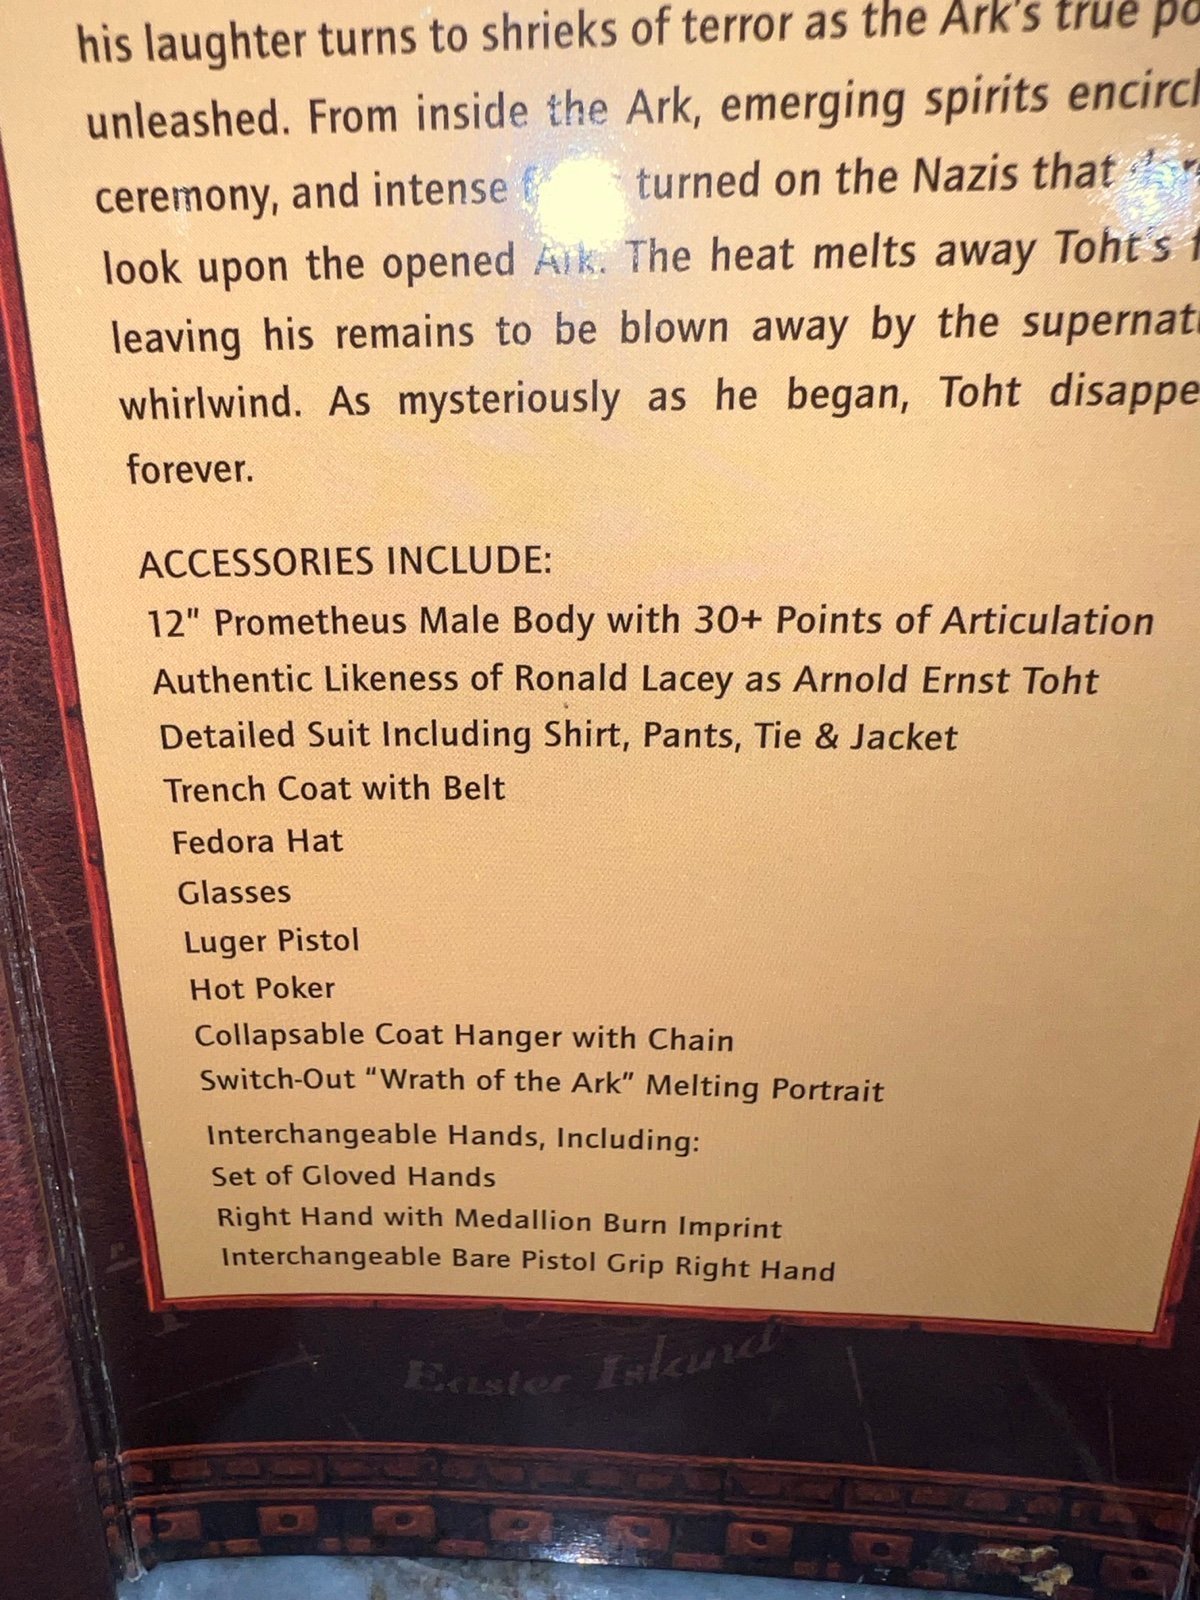 his laughter turns to shrieks of terror as the Ark's true
unleashed. From inside the Ark, emerging spirits
ceremony, and intense turned on the Nazis that
look upon the opened Ark. The heat melts away Toht's
leaving his remains to be blown away by the
whirlwind. As mysteriously as he began, Toht
forever.
ACCESSORIES INCLUDE:
12" Prometheus Male Body with 30+ Points of Articulation
Authentic Likeness of Ronald Lacey as Arnold Ernst Toht
Detailed Suit Including Shirt, Pants, Tie & Jacket
Trench Coat with Belt
Fedora Hat
Glasses
Luger Pistol
Hot Poker
Collapsable Coat Hanger with Chain
Switch-Out “Wrath of the Ark” Melting Portrait
Interchangeable Hands, Including:
Set of Gloved Hands
Right Hand with Medallion Burn Imprint
Interchangeable Bare Pistol Grip Right Hand
Easter Island